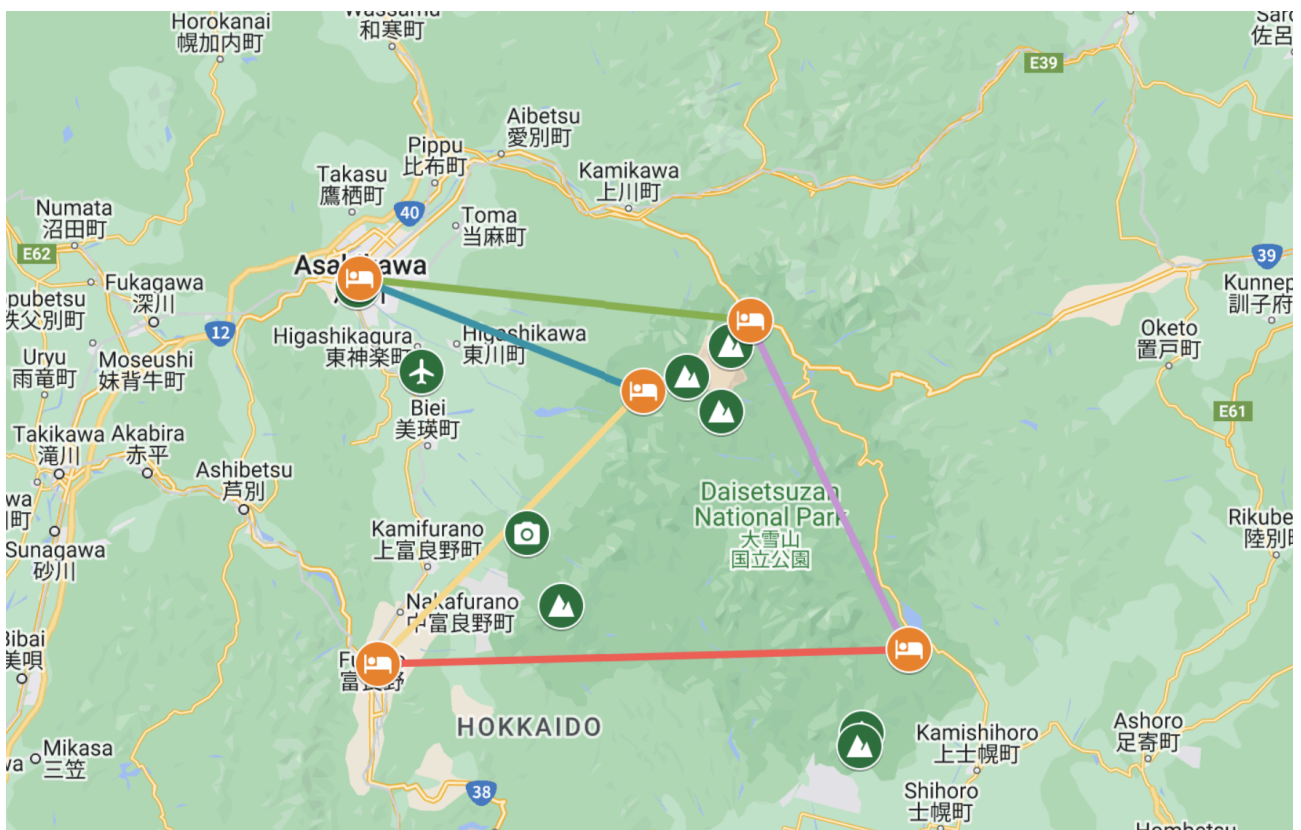 Horokanai
幌加内町
Wassamu
和寒町
E39
佐呂
Aibetsu
愛別町
Pippu
比布町
Takasu
鷹栖町
40
Kamikawa
上川町
Numata
沼田町
Toma
当麻町
E62
39
Fukagawa
深川
秩父別町
12
Higashikagura
東神楽町
Higashikawa
東川町
訓子府
Oketo
置戸町
Uryu
雨竜町
Moseushi
妹背牛町
Biei
美瑛町
E61
Takikawa
滝川
Akabira
赤平
Ashibetsu
芦別
Daisetsuzan
National Park
大雪山
国立公園
Kamifurano
上富良野町
Sunagawa
砂川
陸別
Nakafurano
中富良野町
Bibai
美唄
富良野
HOKKAIDO
Kamishihoro
上士幌町
Ashoro
足寄町
Mikasa
三笠
38
Shihoro
士幌町